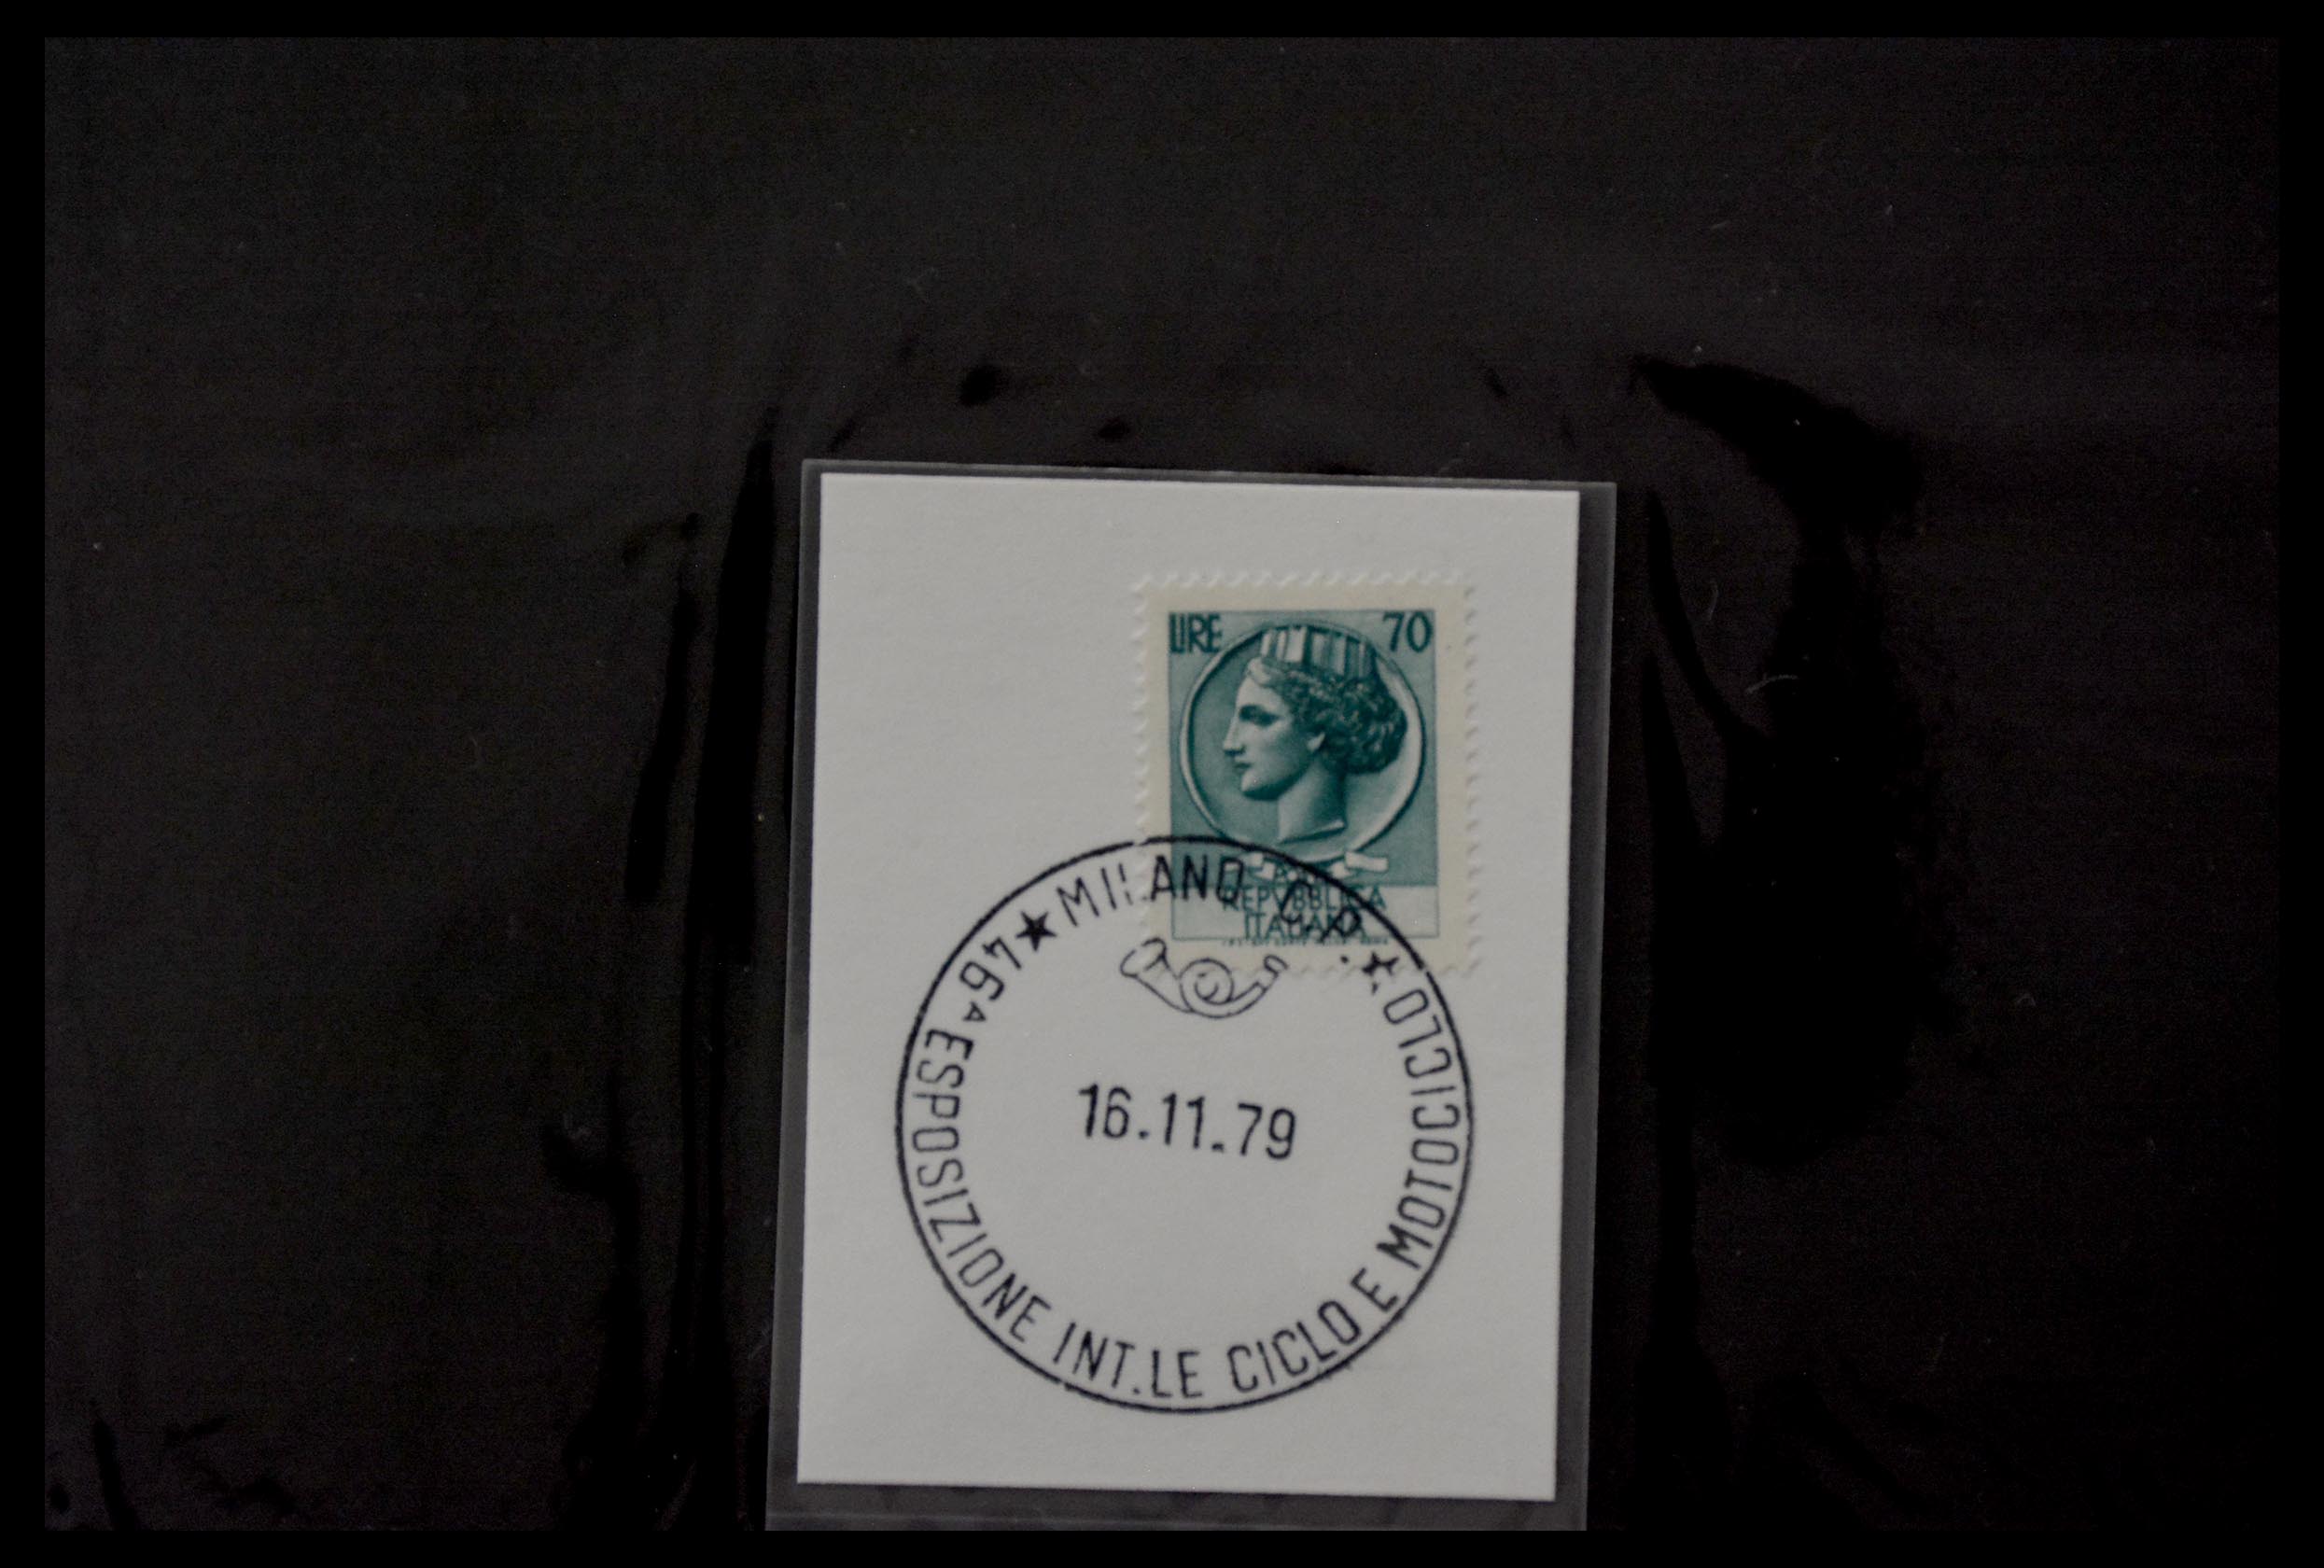 LIRE 70
REPVBBLICA
ITALIANA
★ MILANO C.P. ★
46ᴬ ESPOSIZIONE INT.LE CICLO E MOTOCICLO
16.11.79